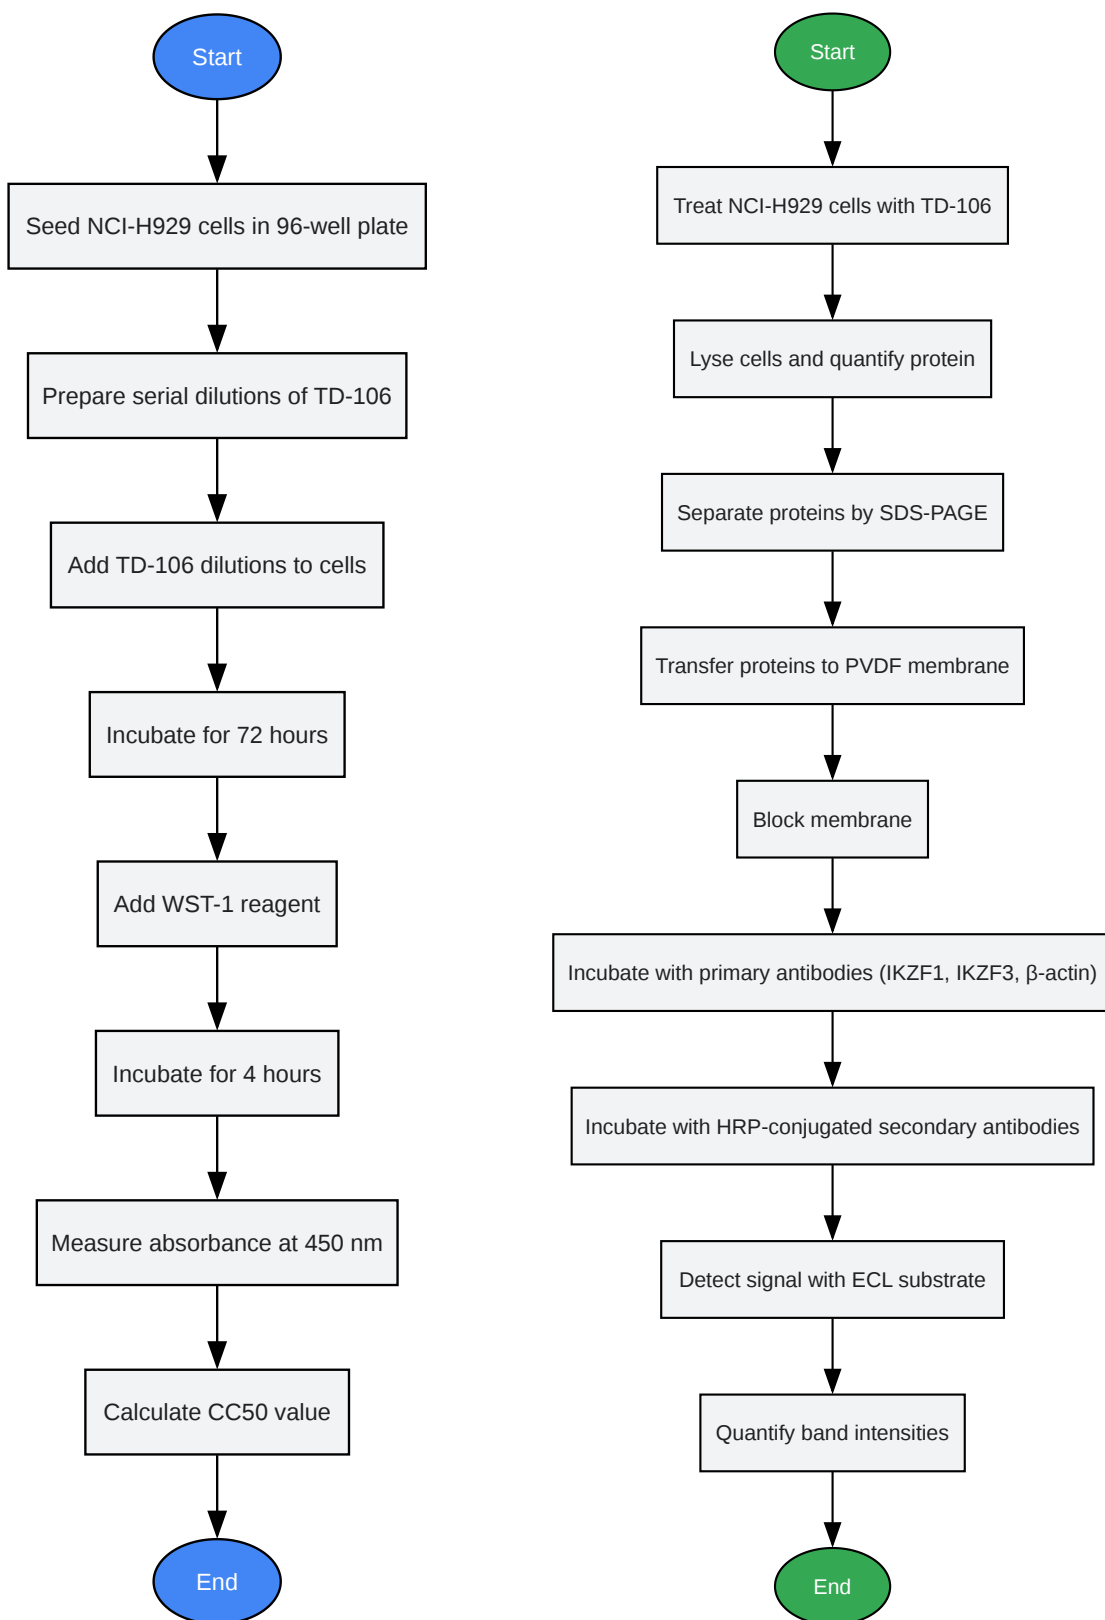 Start
Seed NCI-H929 cells in 96-well plate
Prepare serial dilutions of TD-106
Add TD-106 dilutions to cells
Incubate for 72 hours
Add WST-1 reagent
Incubate for 4 hours
Measure absorbance at 450 nm
Calculate CC50 value
End
Start
Treat NCI-H929 cells with TD-106
Lyse cells and quantify protein
Separate proteins by SDS-PAGE
Transfer proteins to PVDF membrane
Block membrane
Incubate with primary antibodies (IKZF1, IKZF3, β-actin)
Incubate with HRP-conjugated secondary antibodies
Detect signal with ECL substrate
Quantify band intensities
End